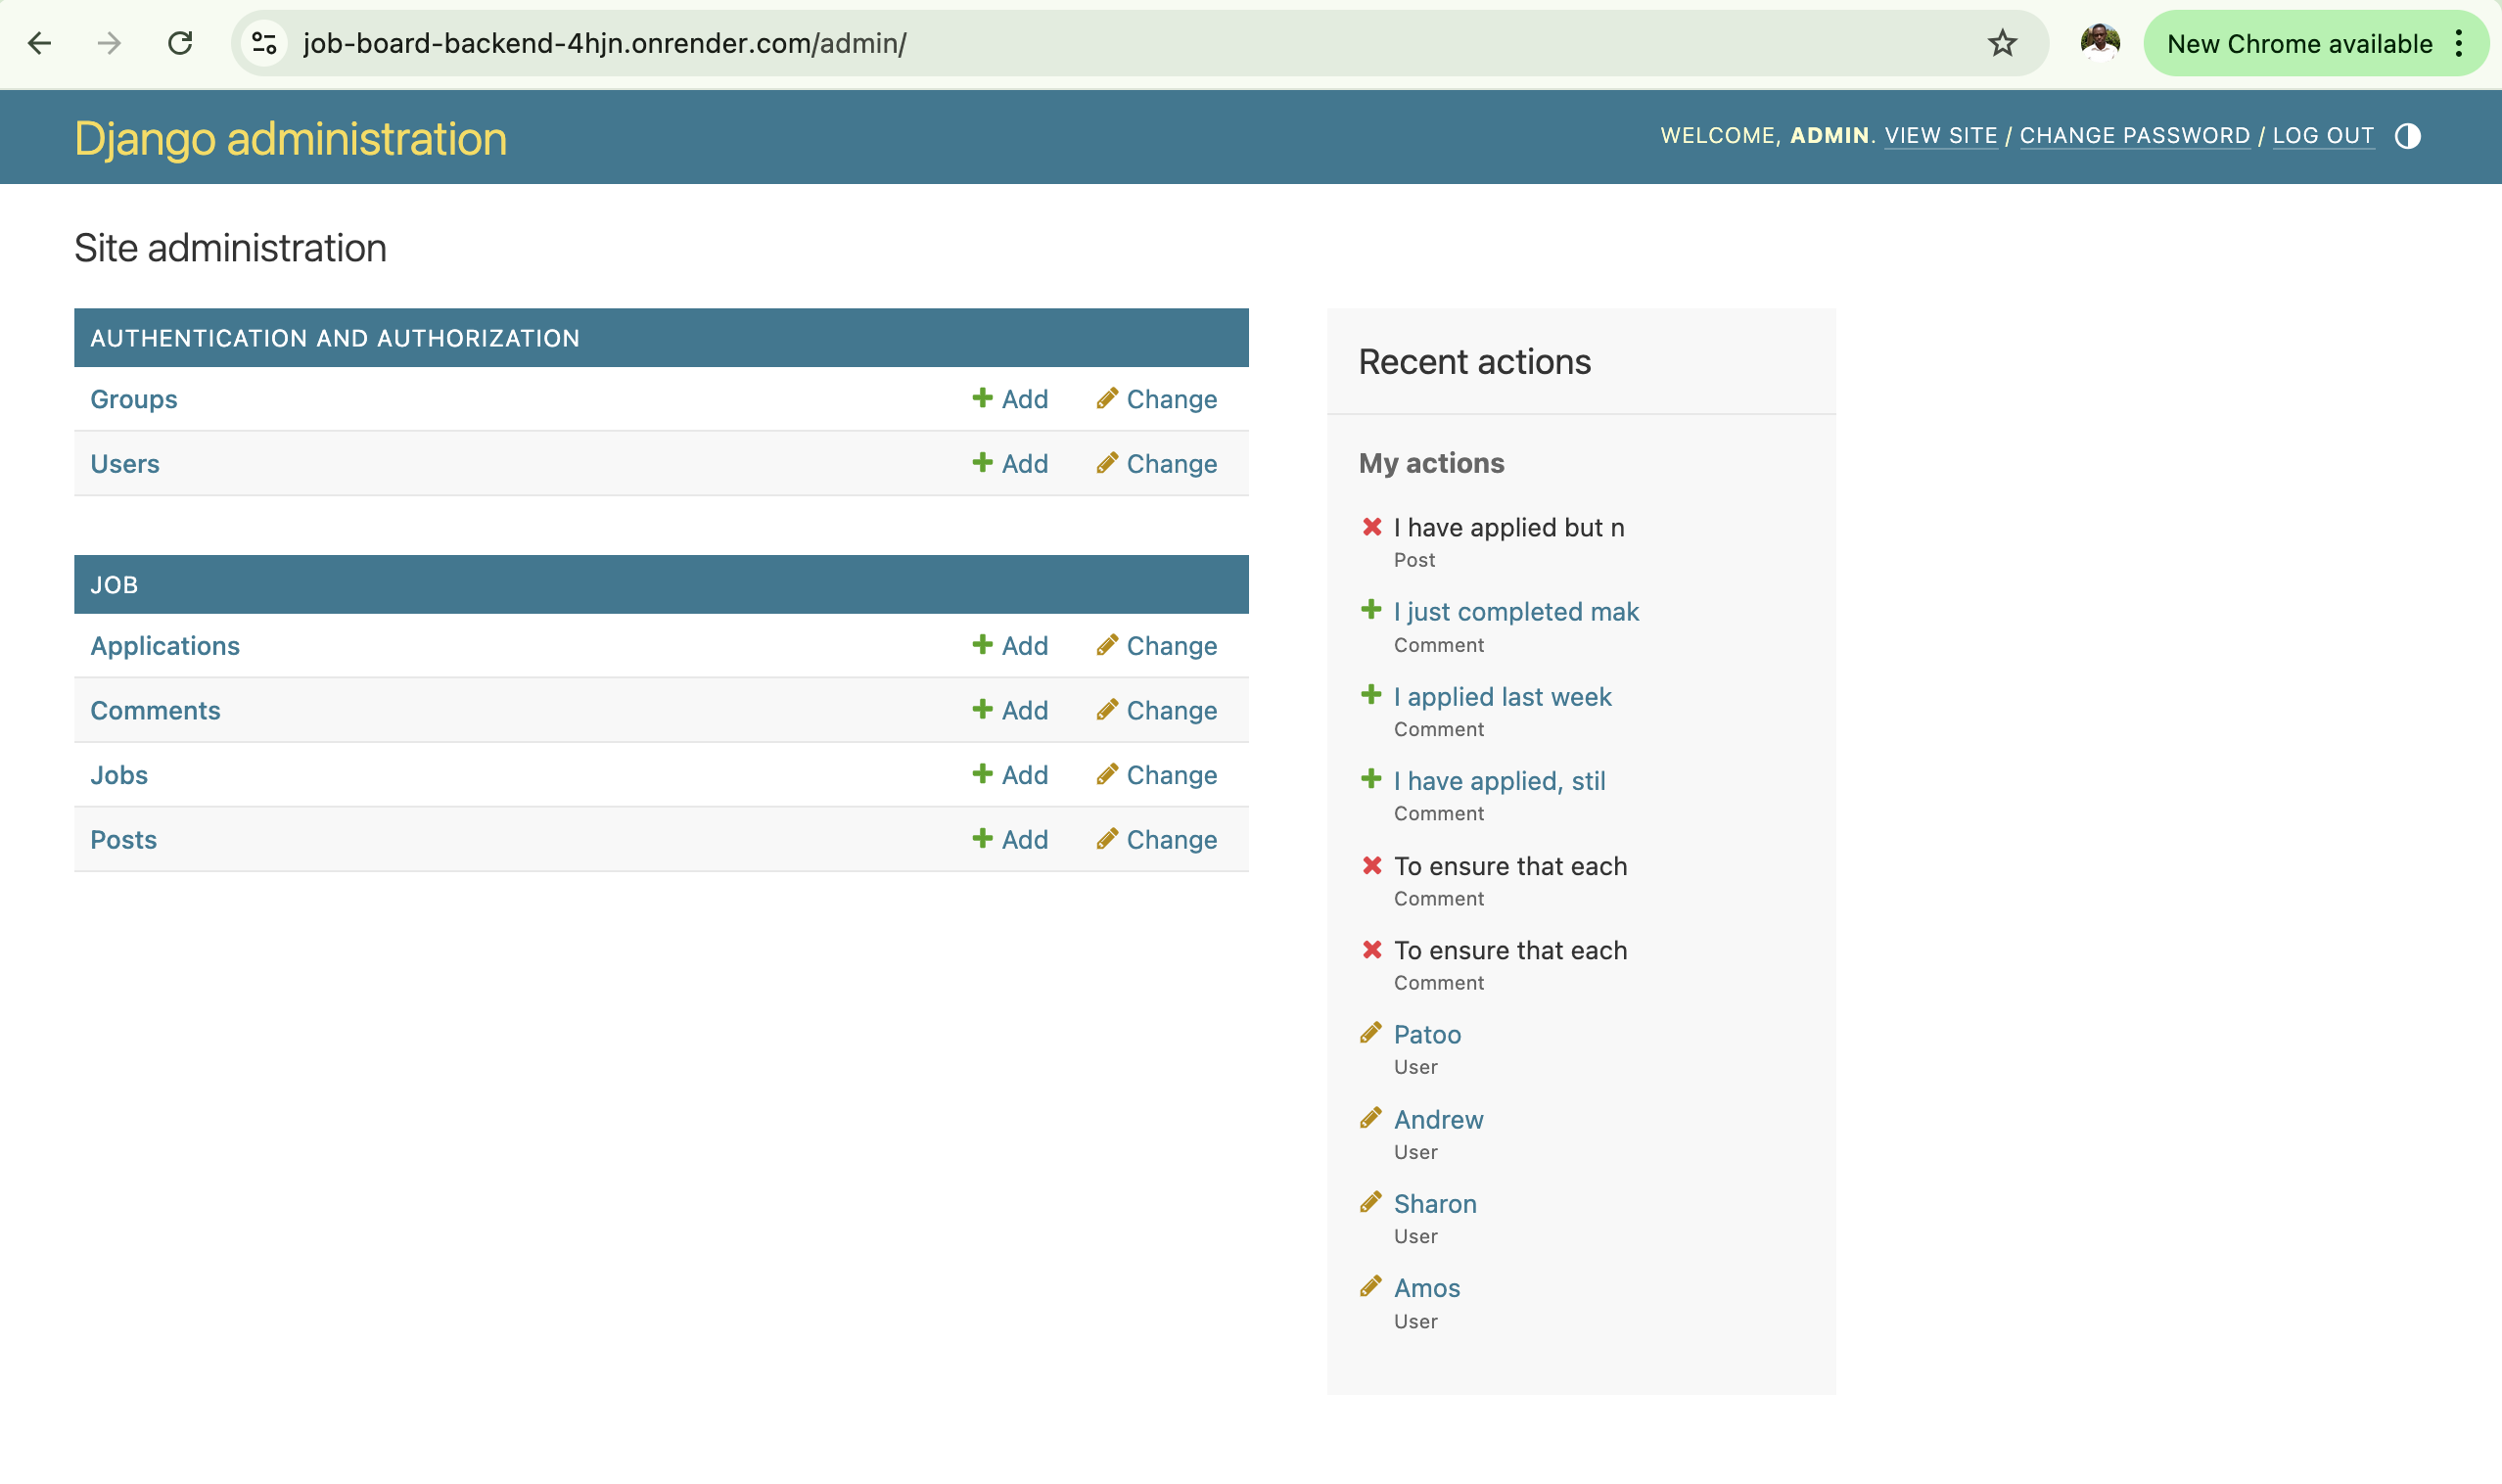 job-board-backend-4hjn.onrender.com/admin/
New Chrome available
Django administration
WELCOME, ADMIN. VIEW SITE / CHANGE PASSWORD / LOG OUT
Site administration
AUTHENTICATION AND AUTHORIZATION
Groups Add Change
Users Add Change
JOB
Applications Add Change
Comments Add Change
Jobs Add Change
Posts Add Change
Recent actions
My actions
I have applied but n
Post
I just completed mak
Comment
I applied last week
Comment
I have applied, stil
Comment
To ensure that each
Comment
To ensure that each
Comment
Patoo
User
Andrew
User
Sharon
User
Amos
User